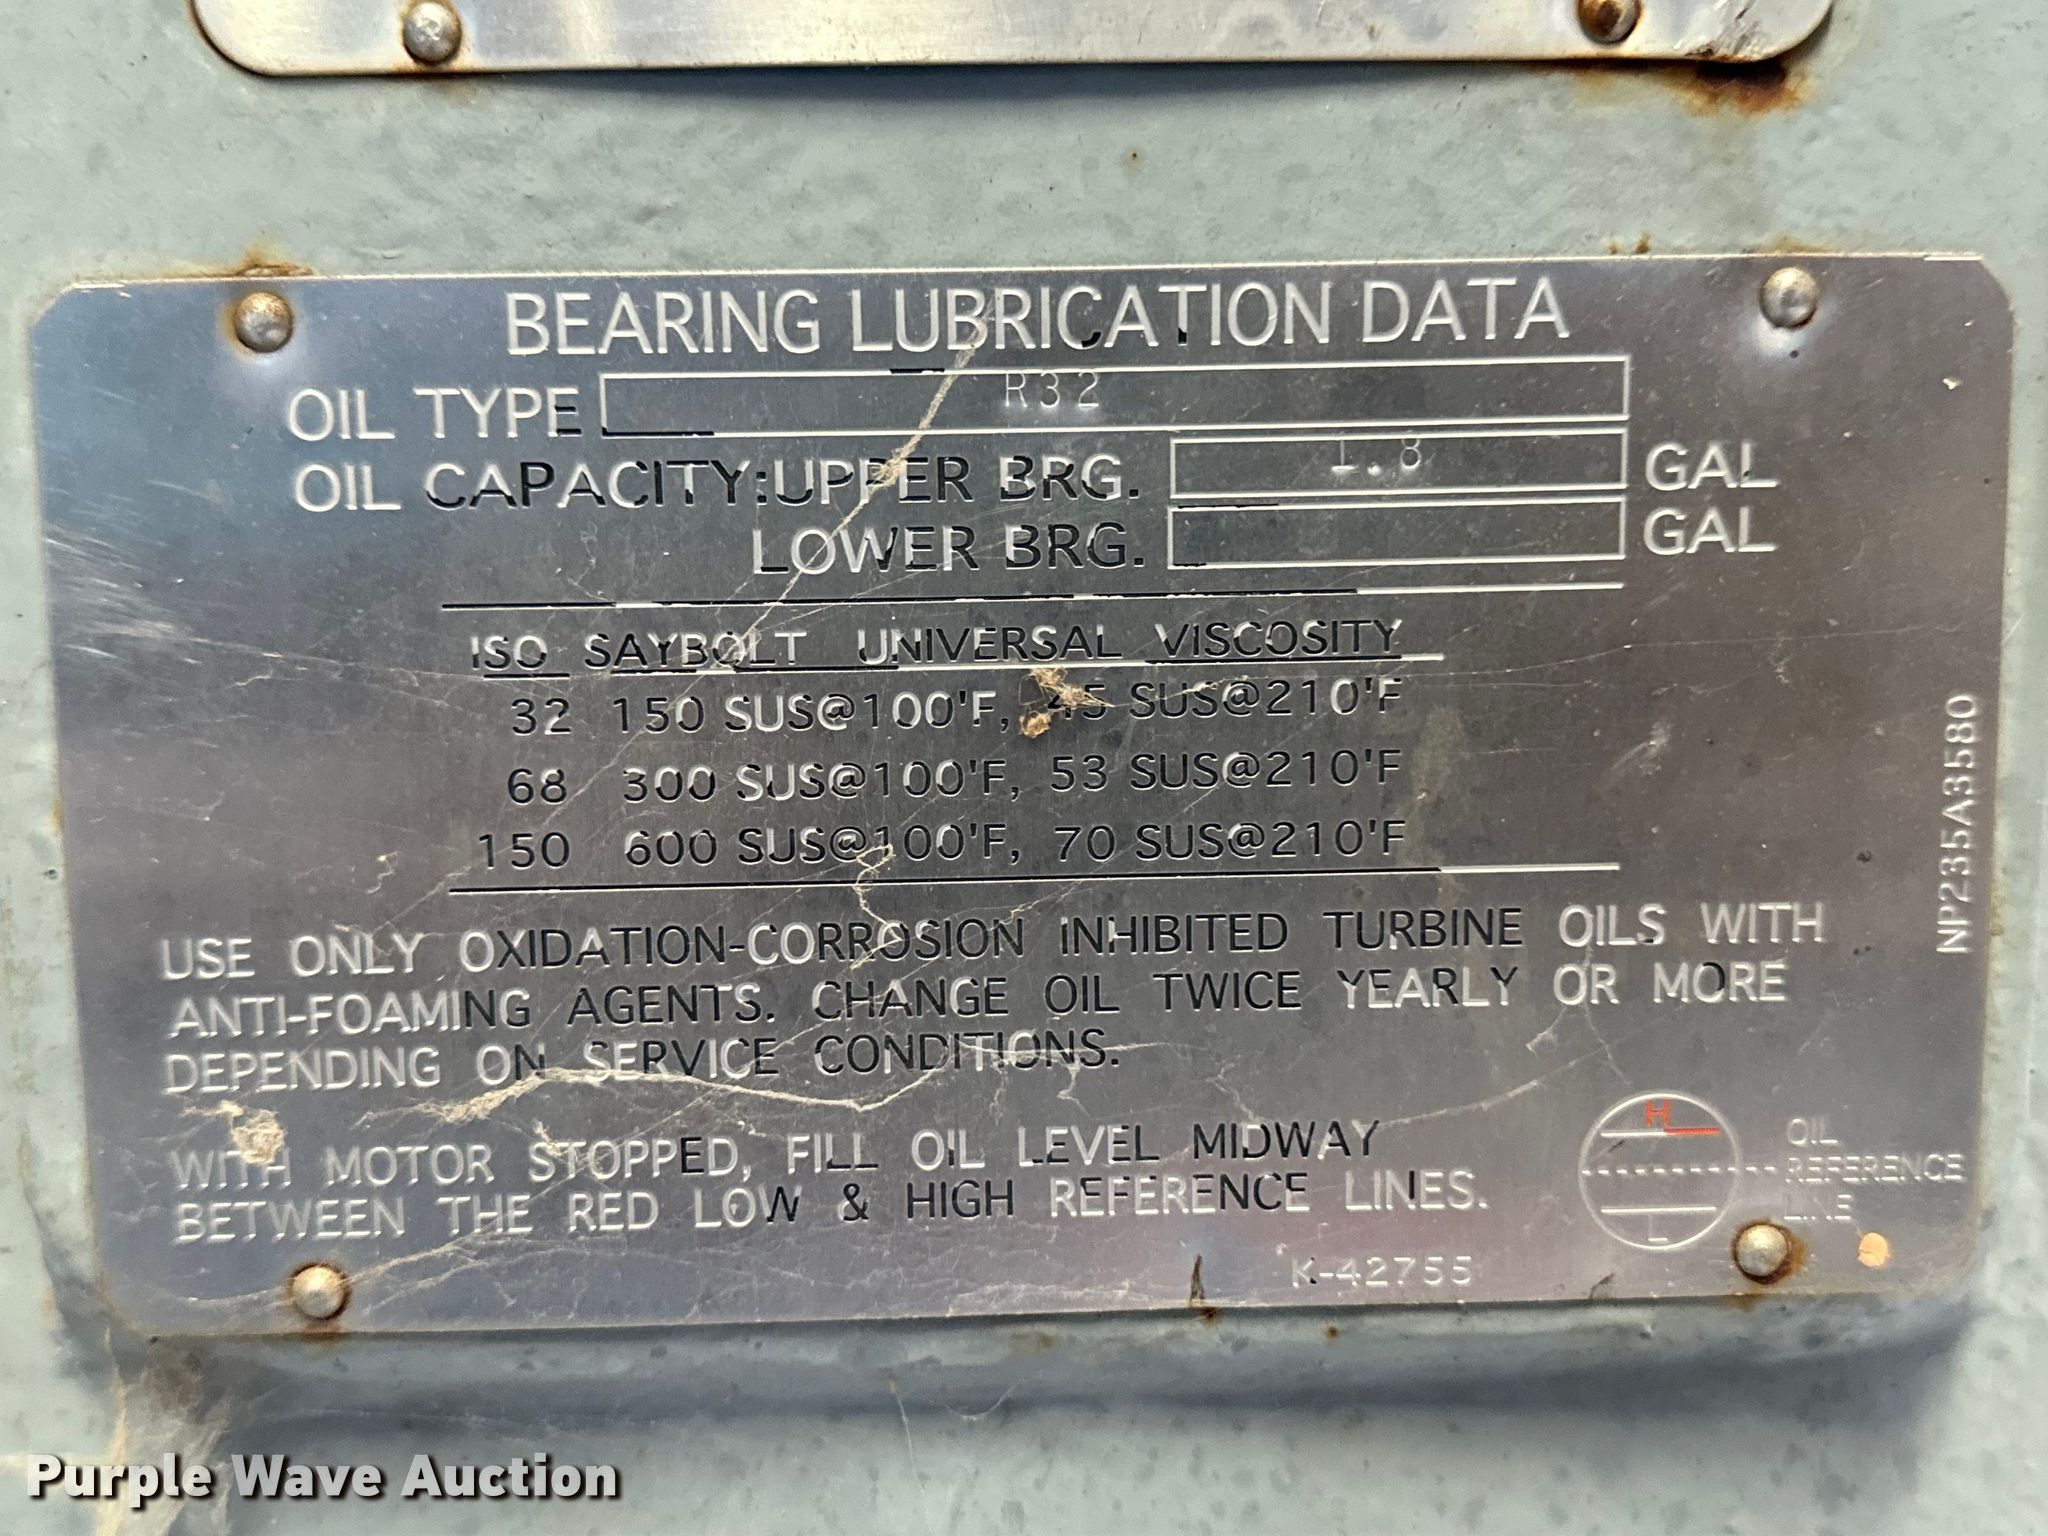 BEARING LUBRICATION DATA
OIL TYPE R32
OIL CAPACITY:UPPER BRG. 1.8 GAL
LOWER BRG. GAL
ISO SAYBOLT UNIVERSAL VISCOSITY
32 150 SUS@100'F, 45 SUS@210'F
68 300 SUS@100'F, 53 SUS@210'F
150 600 SUS@100'F, 70 SUS@210'F
USE ONLY OXIDATION-CORROSION INHIBITED TURBINE OILS WITH
ANTI-FOAMING AGENTS. CHANGE OIL TWICE YEARLY OR MORE
DEPENDING ON SERVICE CONDITIONS.
WITH MOTOR STOPPED, FILL OIL LEVEL MIDWAY
BETWEEN THE RED LOW & HIGH REFERENCE LINES.
H
L
OIL
REFERENCE
LINE
K-42755
NP235A3580
Purple Wave Auction